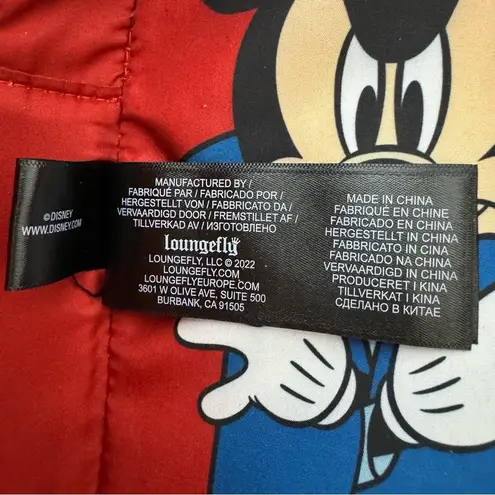 © DISNEY
WWW.DISNEY.COM
MANUFACTURED BY /
FABRIQUÉ PAR / FABRICADO POR /
HERGESTELLT VON / FABBRICATO DA /
VERVAARDIGD DOOR / FREMSTILLET AF /
TILLVERKAD AV / ИЗГОТОВЛЕНО
loungefly
LOUNGEFLY, LLC © 2022
LOUNGEFLY.COM
LOUNGEFLYEUROPE.COM
3601 W OLIVE AVE, SUITE 500
BURBANK, CA 91505
MADE IN CHINA
FABRIQUÉ EN CHINE
FABRICADO EN CHINA
HERGESTELLT IN CHINA
FABBRICATO IN CINA
FABRICADO NA CHINA
VERVAARDIGD IN CHINA
PRODUCERET I KINA
TILLVERKAT I KINA
СДЕЛАНО В КИТАЕ